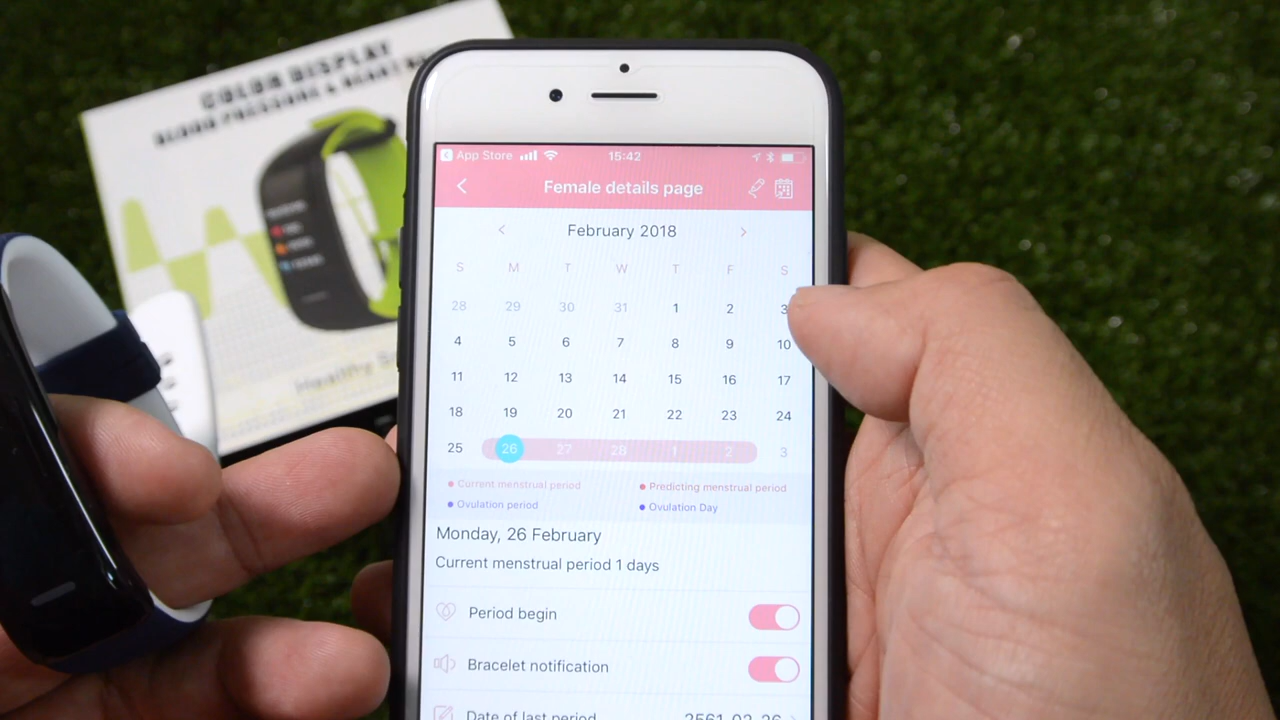 COLOR DISPLAY
BLOOD PRESSURE & HEART
App Store 15:42
Female details page
February 2018
S M T W T F S
28 29 30 31 1 2 3
4 5 6 7 8 9 10
11 12 13 14 15 16 17
18 19 20 21 22 23 24
25 26 27 28 1 2 3
Current menstrual period Predicting menstrual period
Ovulation period Ovulation Day
Monday, 26 February
Current menstrual period 1 days
Period begin
Bracelet notification
Date of last period 2561-02-26